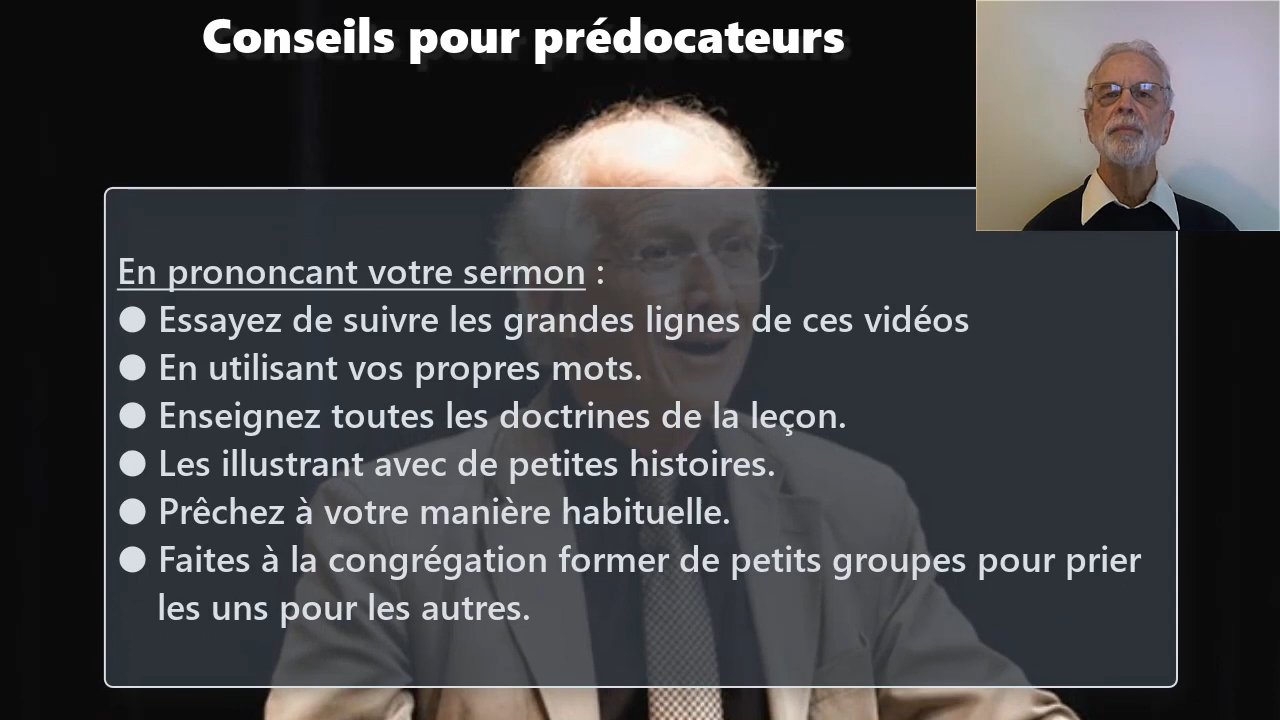 Conseils pour prédocateurs
En prononcant votre sermon :
● Essayez de suivre les grandes lignes de ces vidéos
● En utilisant vos propres mots.
● Enseignez toutes les doctrines de la leçon.
● Les illustrant avec de petites histoires.
● Prêchez à votre manière habituelle.
● Faites à la congrégation former de petits groupes pour prier
les uns pour les autres.